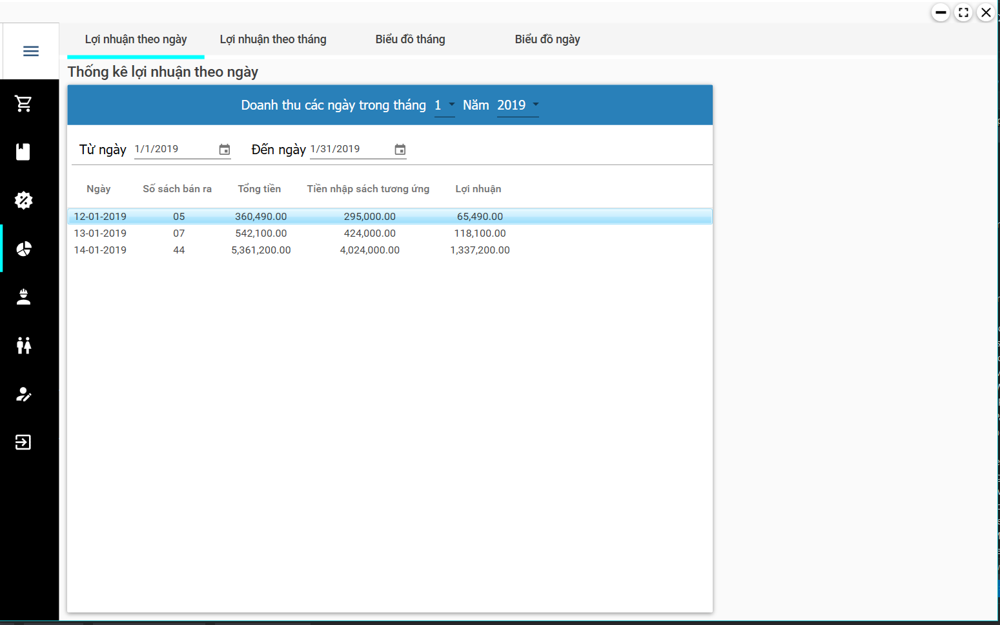 Lợi nhuận theo ngày Lợi nhuận theo tháng Biểu đồ tháng Biểu đồ ngày
Thống kê lợi nhuận theo ngày
Doanh thu các ngày trong tháng 1 Năm 2019
Từ ngày 1/1/2019 Đến ngày 1/31/2019
Ngày Số sách bán ra Tổng tiền Tiền nhập sách tương ứng Lợi nhuận
12-01-2019 05 360,490.00 295,000.00 65,490.00
13-01-2019 07 542,100.00 424,000.00 118,100.00
14-01-2019 44 5,361,200.00 4,024,000.00 1,337,200.00